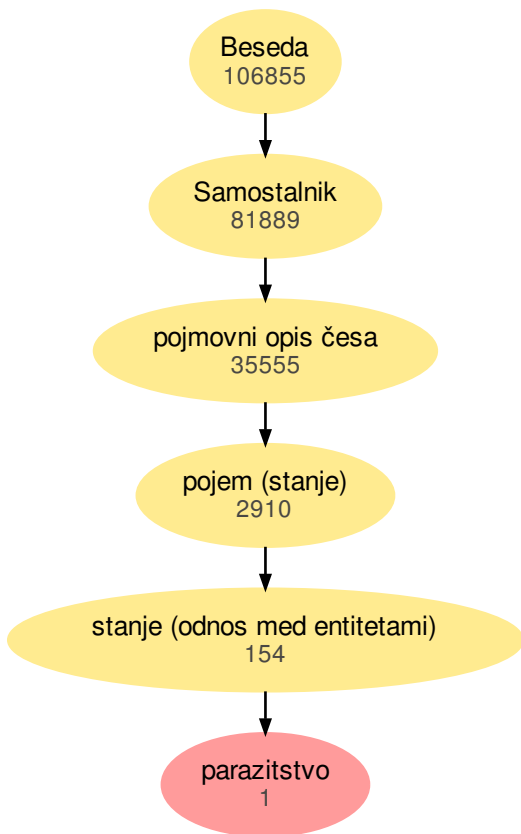 Beseda
106855
Samostalnik
81889
pojmovni opis česa
35555
pojem (stanje)
2910
stanje (odnos med entitetami)
154
parazitstvo
1